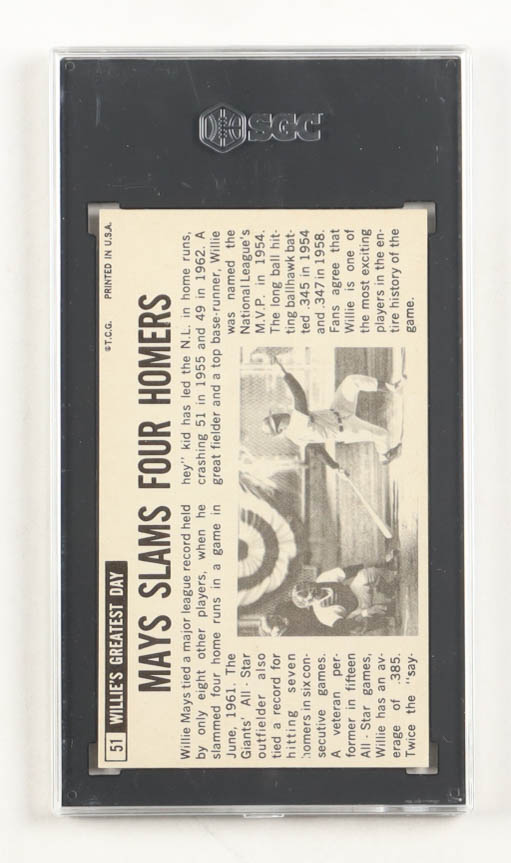 SGC
51 WILLIE'S GREATEST DAY
©T.C.G. PRINTED IN U.S.A.
MAYS SLAMS FOUR HOMERS
Willie Mays tied a major league record held
by only eight other players, when he
slammed four home runs in a game in
June, 1961. The
Giants' All - Star
outfielder also
tied a record for
hitting seven
homers in six con-
secutive games.
A veteran per-
former in fifteen
All - Star games,
Willie has an av-
erage of .385.
Twice the "say-
hey" kid has led the N.L. in home runs,
crashing 51 in 1955 and 49 in 1962. A
great fielder and a top base-runner, Willie
was named the
National League's
M.V.P. in 1954.
The long ball hit-
ting ballhawk bat-
ted .345 in 1954
and .347 in 1958.
Fans agree that
Willie is one of
the most exciting
players in the en-
tire history of the
game.